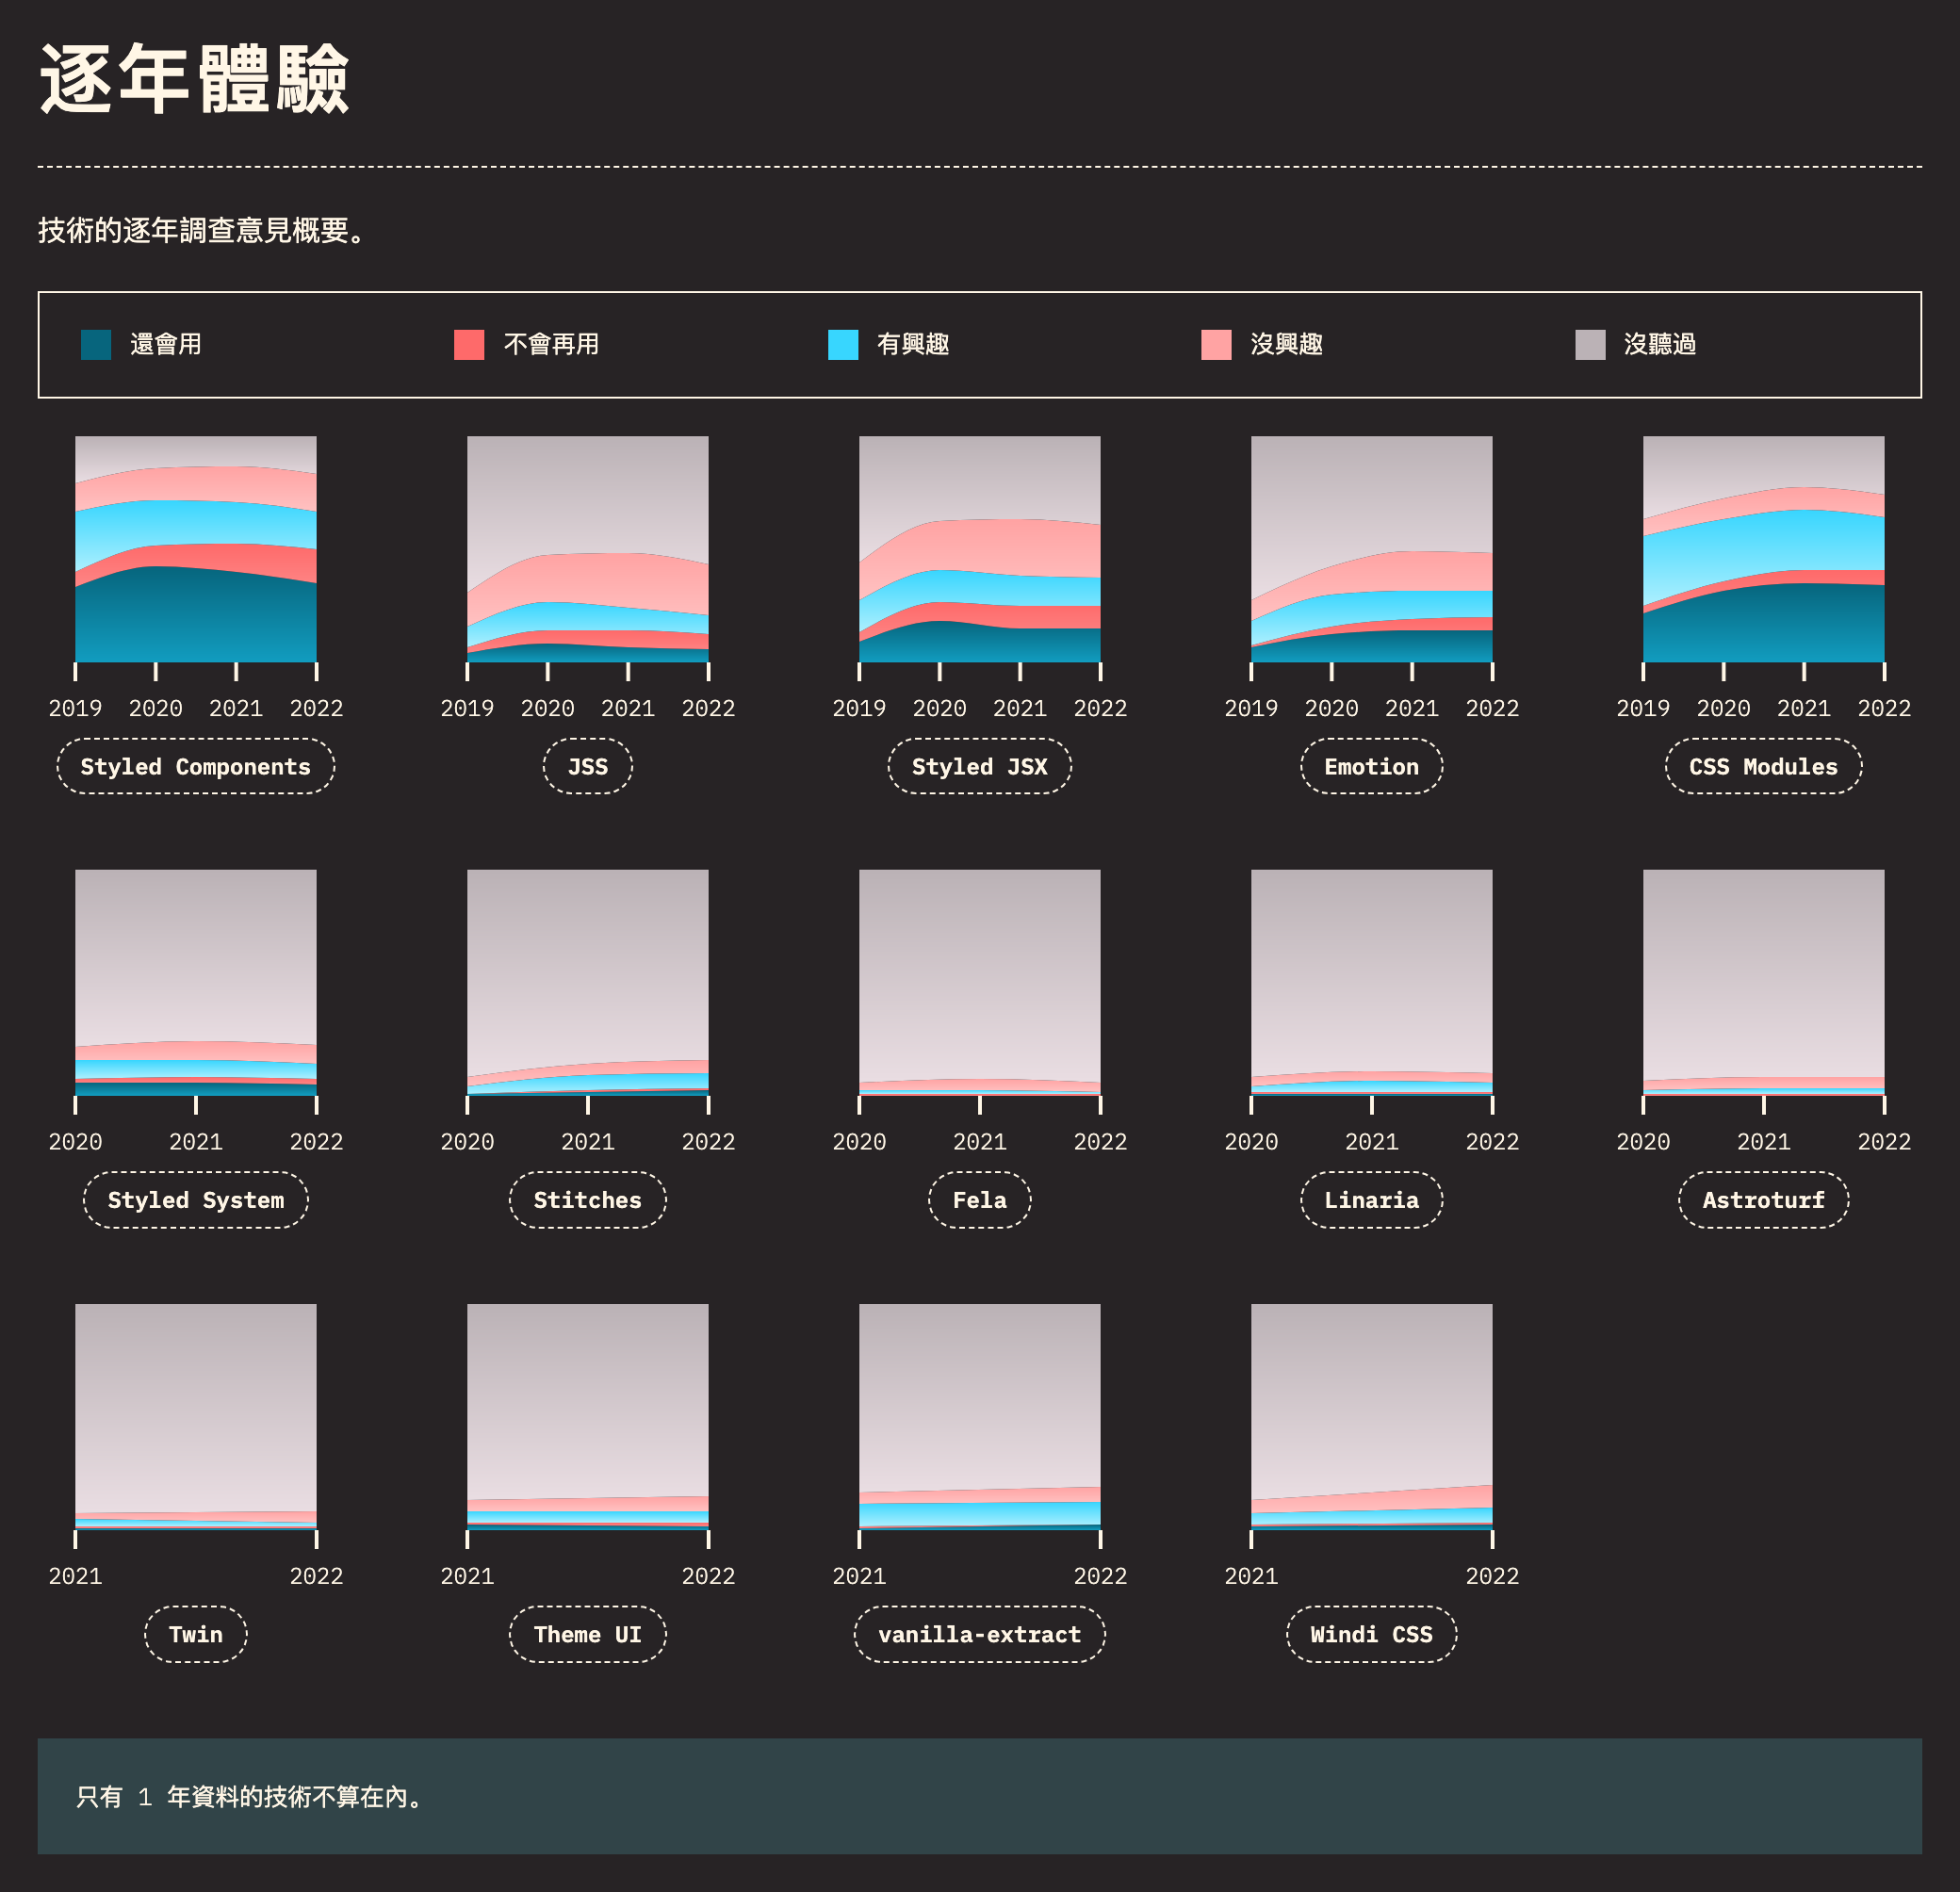 逐年體驗
技術的逐年調查意見概要。
還會用 不會再用 有興趣 沒興趣 沒聽過
2019 2020 2021 2022 2019 2020 2021 2022 2019 2020 2021 2022 2019 2020 2021 2022 2019 2020 2021 2022
Styled Components JSS Styled JSX Emotion CSS Modules
2020 2021 2022 2020 2021 2022 2020 2021 2022 2020 2021 2022 2020 2021 2022
Styled System Stitches Fela Linaria Astroturf
2021 2022 2021 2022 2021 2022 2021 2022
Twin Theme UI vanilla-extract Windi CSS
只有 1 年資料的技術不算在內。